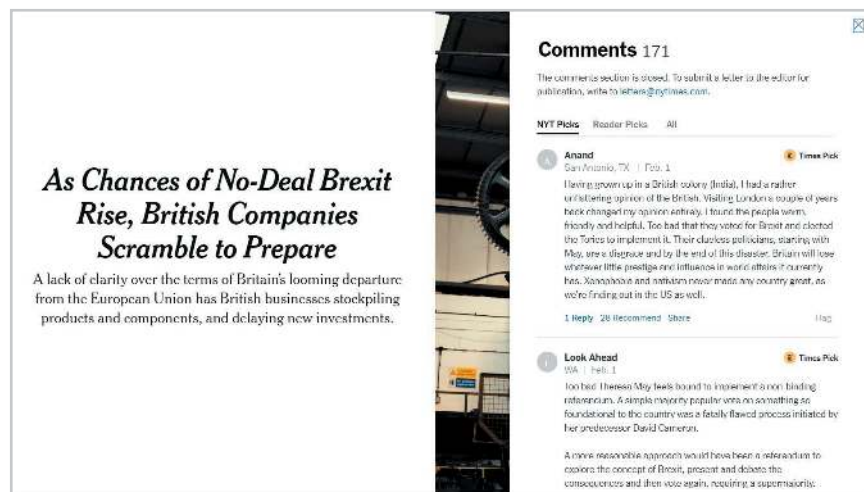 As Chances of No-Deal Brexit
Rise, British Companies
Scramble to Prepare
A lack of clarity over the terms of Britain's looming departure
from the European Union has British businesses stockpiling
products and components, and delaying new investments.
Comments 171
The comments section is closed. To submit a letter to the editor for
publication, write to letters@nytimes.com.
NYT Picks Reader Picks All
Anand Times Pick
San Antonio, TX | Feb. 1
Having grown up in a British colony (India), I had a rather
unflattering opinion of the British. Visiting London a couple of years
back changed my opinion entirely. I found the people warm,
friendly and helpful. Too bad that they voted for Brexit and elected
the Tories to implement it. Their clueless politicians, starting with
May, are a disgrace and by the end of this disaster, Britain will lose
whatever little prestige and influence in world affairs it currently
has. Xenophobia and nativism never made any country great, as
we're finding out in the US as well.
1 Reply 28 Recommend Share Flag
Look Ahead Times Pick
WA | Feb. 1
Too bad Theresa May feels bound to implement a non binding
referendum. A simple majority popular vote on something so
foundational to the country was a fatally flawed process initiated by
her predecessor David Cameron.
A more reasonable approach would have been a referendum to
explore the concept of Brexit, present and debate the
consequences and then vote again, requiring a supermajority.